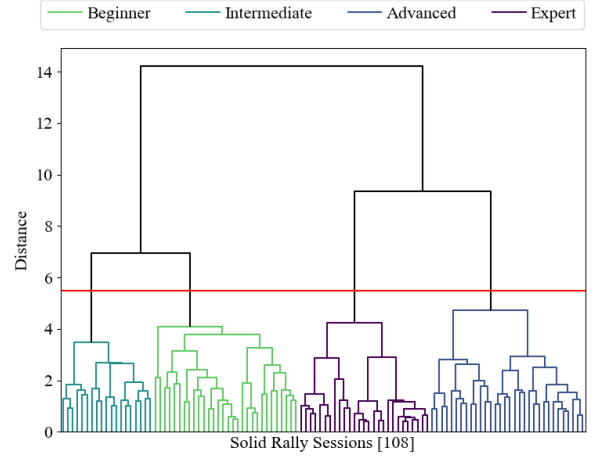 Beginner Intermediate Advanced Expert
14
12
10
8
6
4
2
0
Distance
Solid Rally Sessions [108]